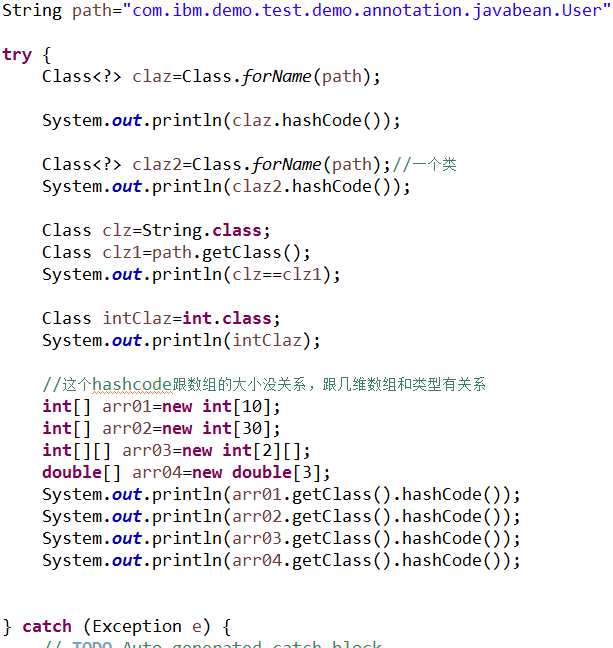 String path="com.ibm.demo.test.demo.annotation.javabean.User"
try {
Class<?> claz=Class.forName(path);
System.out.println(claz.hashCode());
Class<?> claz2=Class.forName(path);//一个类
System.out.println(claz2.hashCode());
Class clz=String.class;
Class clz1=path.getClass();
System.out.println(clz==clz1);
Class intClaz=int.class;
System.out.println(intClaz);
//这个hashcode跟数组的大小没关系，跟几维数组和类型有关系
int[] arr01=new int[10];
int[] arr02=new int[30];
int[][] arr03=new int[2][];
double[] arr04=new double[3];
System.out.println(arr01.getClass().hashCode());
System.out.println(arr02.getClass().hashCode());
System.out.println(arr03.getClass().hashCode());
System.out.println(arr04.getClass().hashCode());
} catch (Exception e) {
// TODO Auto-generated catch block